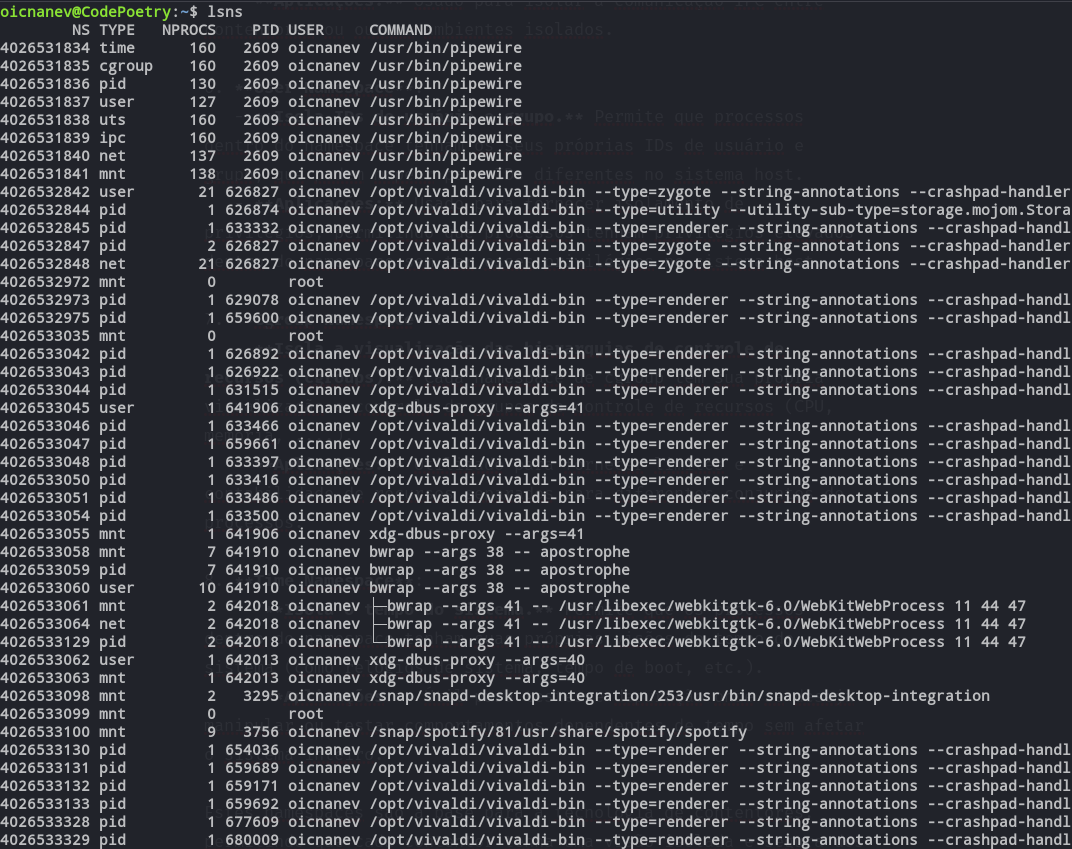 oicnanev@CodePoetry:~$ lsns
        NS TYPE   NPROCS    PID USER     COMMAND
4026531834 time      160   2609 oicnanev /usr/bin/pipewire
4026531835 cgroup    160   2609 oicnanev /usr/bin/pipewire
4026531836 pid       130   2609 oicnanev /usr/bin/pipewire
4026531837 user      127   2609 oicnanev /usr/bin/pipewire
4026531838 uts       160   2609 oicnanev /usr/bin/pipewire
4026531839 ipc       160   2609 oicnanev /usr/bin/pipewire
4026531840 net       137   2609 oicnanev /usr/bin/pipewire
4026531841 mnt       138   2609 oicnanev /usr/bin/pipewire
4026532842 user       21 626827 oicnanev /opt/vivaldi/vivaldi-bin --type=zygote --string-annotations --crashpad-handler
4026532844 pid         1 626874 oicnanev /opt/vivaldi/vivaldi-bin --type=utility --utility-sub-type=storage.mojom.Stora
4026532845 pid         1 633332 oicnanev /opt/vivaldi/vivaldi-bin --type=renderer --string-annotations --crashpad-handl
4026532847 pid         2 626827 oicnanev /opt/vivaldi/vivaldi-bin --type=zygote --string-annotations --crashpad-handler
4026532848 net        21 626827 oicnanev /opt/vivaldi/vivaldi-bin --type=zygote --string-annotations --crashpad-handler
4026532972 mnt         0        root
4026532973 pid         1 629078 oicnanev /opt/vivaldi/vivaldi-bin --type=renderer --string-annotations --crashpad-handl
4026532975 pid         1 659600 oicnanev /opt/vivaldi/vivaldi-bin --type=renderer --string-annotations --crashpad-handl
4026533035 mnt         0        root
4026533042 pid         1 626892 oicnanev /opt/vivaldi/vivaldi-bin --type=renderer --string-annotations --crashpad-handl
4026533043 pid         1 626922 oicnanev /opt/vivaldi/vivaldi-bin --type=renderer --string-annotations --crashpad-handl
4026533044 pid         1 631515 oicnanev /opt/vivaldi/vivaldi-bin --type=renderer --string-annotations --crashpad-handl
4026533045 user        1 641906 oicnanev xdg-dbus-proxy --args=41
4026533046 pid         1 633466 oicnanev /opt/vivaldi/vivaldi-bin --type=renderer --string-annotations --crashpad-handl
4026533047 pid         1 659661 oicnanev /opt/vivaldi/vivaldi-bin --type=renderer --string-annotations --crashpad-handl
4026533048 pid         1 633397 oicnanev /opt/vivaldi/vivaldi-bin --type=renderer --string-annotations --crashpad-handl
4026533050 pid         1 633416 oicnanev /opt/vivaldi/vivaldi-bin --type=renderer --string-annotations --crashpad-handl
4026533051 pid         1 633486 oicnanev /opt/vivaldi/vivaldi-bin --type=renderer --string-annotations --crashpad-handl
4026533054 pid         1 633500 oicnanev /opt/vivaldi/vivaldi-bin --type=renderer --string-annotations --crashpad-handl
4026533055 mnt         1 641906 oicnanev xdg-dbus-proxy --args=41
4026533058 mnt         7 641910 oicnanev bwrap --args 38 -- apostrophe
4026533059 pid         7 641910 oicnanev bwrap --args 38 -- apostrophe
4026533060 user       10 641910 oicnanev bwrap --args 38 -- apostrophe
4026533061 mnt         2 642018 oicnanev ├─bwrap --args 41 -- /usr/libexec/webkitgtk-6.0/WebKitWebProcess 11 44 47
4026533064 net         2 642018 oicnanev ├─bwrap --args 41 -- /usr/libexec/webkitgtk-6.0/WebKitWebProcess 11 44 47
4026533129 pid         2 642018 oicnanev └─bwrap --args 41 -- /usr/libexec/webkitgtk-6.0/WebKitWebProcess 11 44 47
4026533062 user        1 642013 oicnanev xdg-dbus-proxy --args=40
4026533063 mnt         1 642013 oicnanev xdg-dbus-proxy --args=40
4026533098 mnt         2   3295 oicnanev /snap/snapd-desktop-integration/253/usr/bin/snapd-desktop-integration
4026533099 mnt         0        root
4026533100 mnt         7   3756 oicnanev /snap/spotify/81/usr/share/spotify/spotify
4026533130 pid         1 654036 oicnanev /opt/vivaldi/vivaldi-bin --type=renderer --string-annotations --crashpad-handl
4026533131 pid         1 659689 oicnanev /opt/vivaldi/vivaldi-bin --type=renderer --string-annotations --crashpad-handl
4026533132 pid         1 659171 oicnanev /opt/vivaldi/vivaldi-bin --type=renderer --string-annotations --crashpad-handl
4026533133 pid         1 659692 oicnanev /opt/vivaldi/vivaldi-bin --type=renderer --string-annotations --crashpad-handl
4026533328 pid         1 677609 oicnanev /opt/vivaldi/vivaldi-bin --type=renderer --string-annotations --crashpad-handl
4026533329 pid         1 680009 oicnanev /opt/vivaldi/vivaldi-bin --type=renderer --string-annotations --crashpad-handl